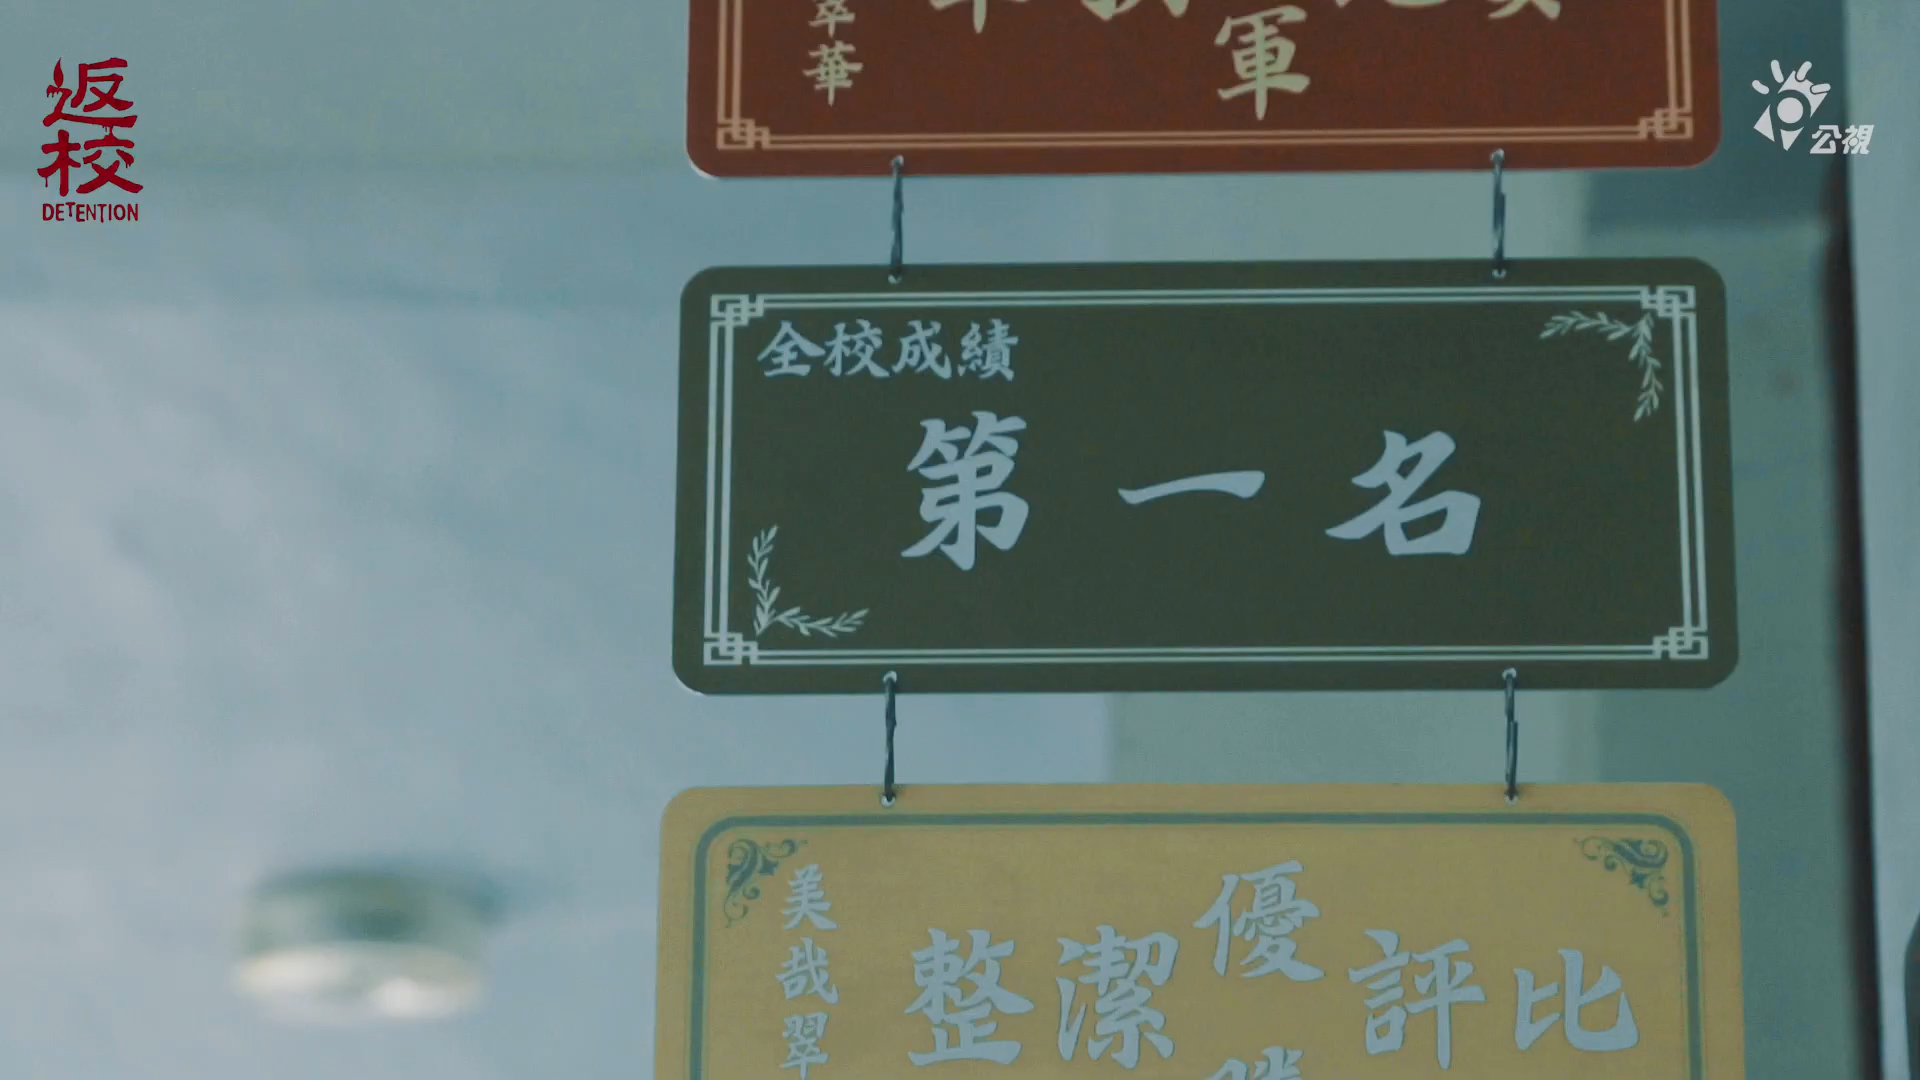 返校
DETENTION
公視
翠華
軍
全校成績
第一名
美哉翠
整潔
優
評比